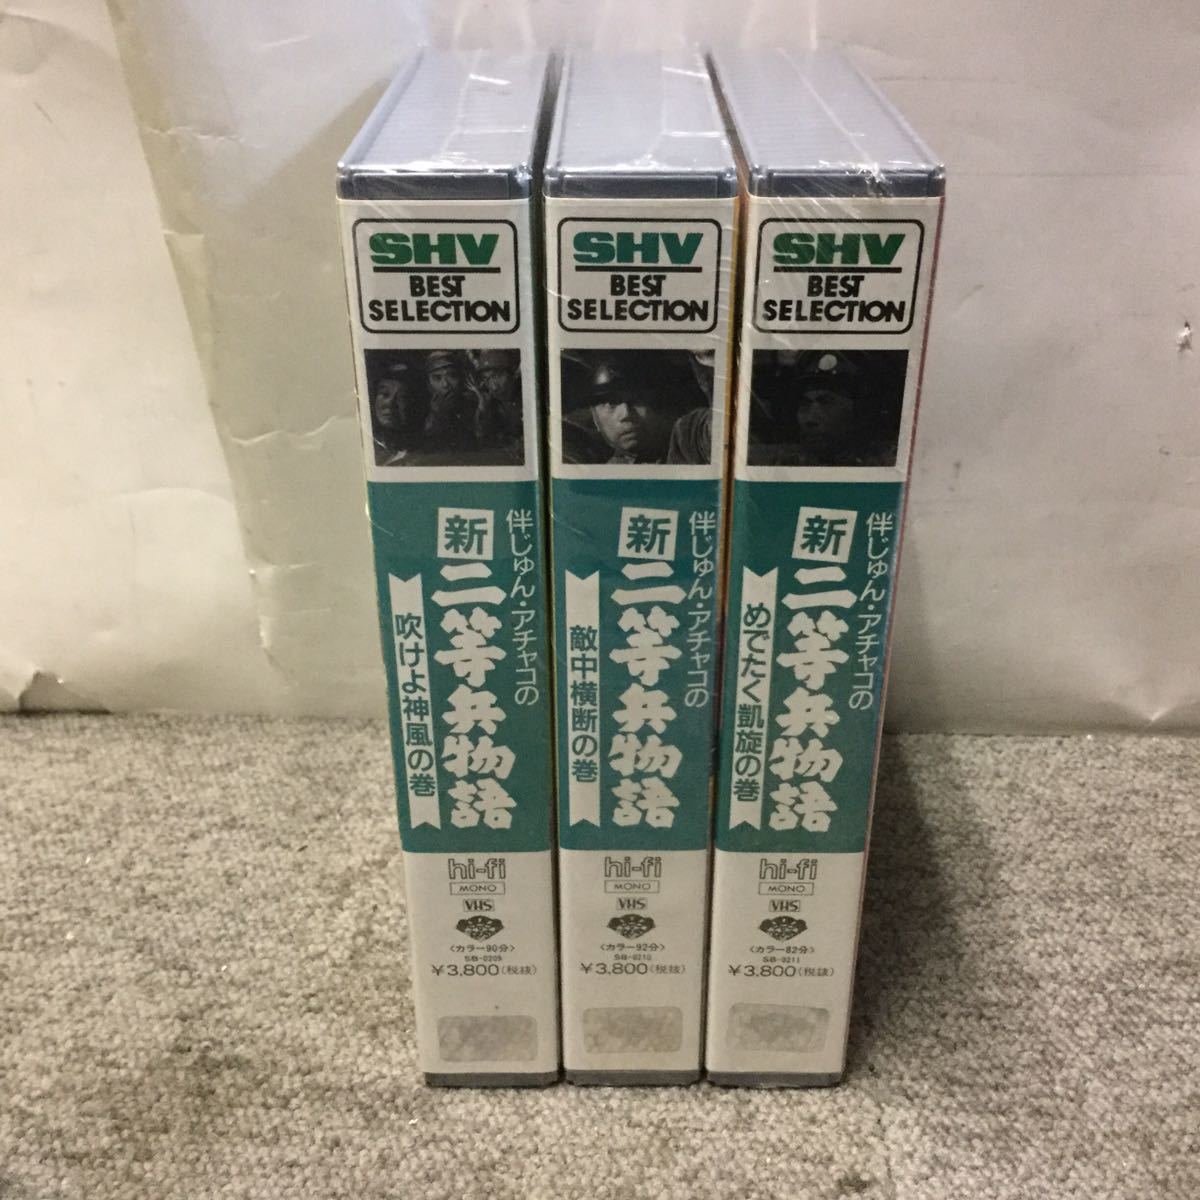 SHV
BEST
SELECTION
伴じゅん・アチャコの
新二等兵物語
吹けよ神風の巻
hi-fi
MONO
VHS
〈カラー90分〉
SB-0209
¥3,800(税抜)
SHV
BEST
SELECTION
伴じゅん・アチャコの
新二等兵物語
敵中横断の巻
hi-fi
MONO
VHS
〈カラー92分〉
SB-0210
¥3,800(税抜)
SHV
BEST
SELECTION
伴じゅん・アチャコの
新二等兵物語
めでたく凱旋の巻
hi-fi
MONO
VHS
〈カラー82分〉
SB-0211
¥3,800(税抜)